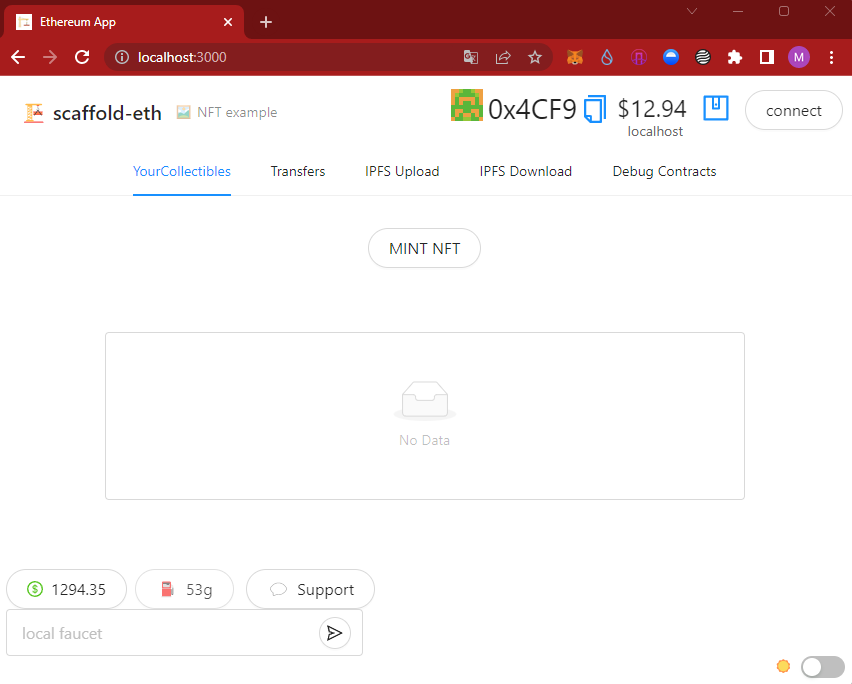 Ethereum App
localhost:3000
M
scaffold-eth NFT example 0x4CF9 $12.94 connect
localhost
YourCollectibles Transfers IPFS Upload IPFS Download Debug Contracts
MINT NFT
No Data
$ 1294.35 53g Support
local faucet